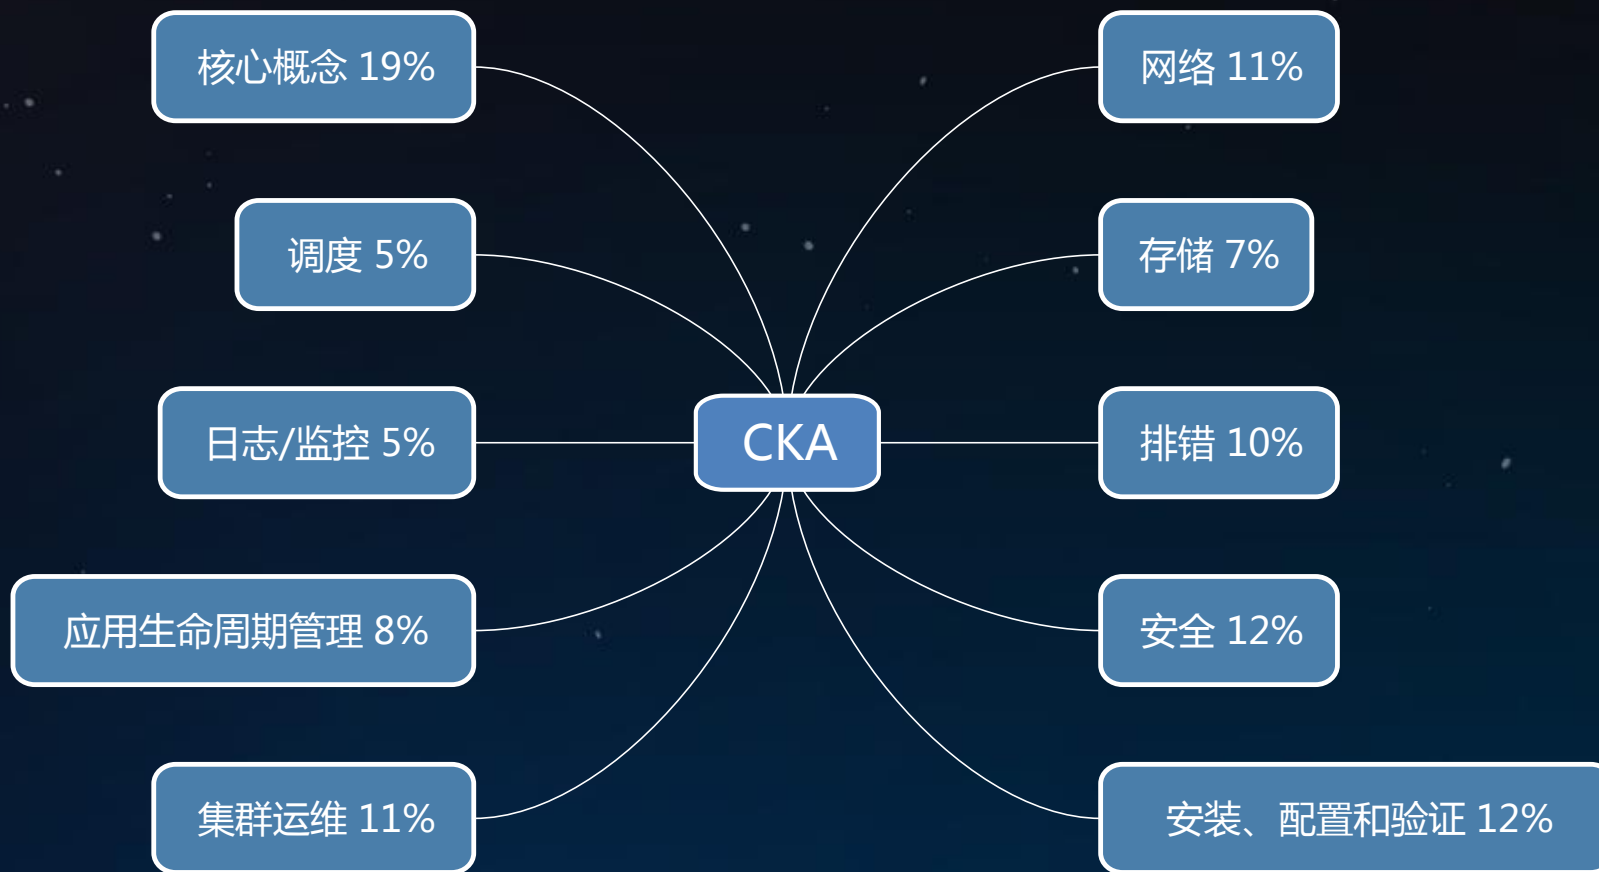 核心概念 19%
调度 5%
日志/监控 5%
应用生命周期管理 8%
集群运维 11%
CKA
网络 11%
存储 7%
排错 10%
安全 12%
安装、配置和验证 12%